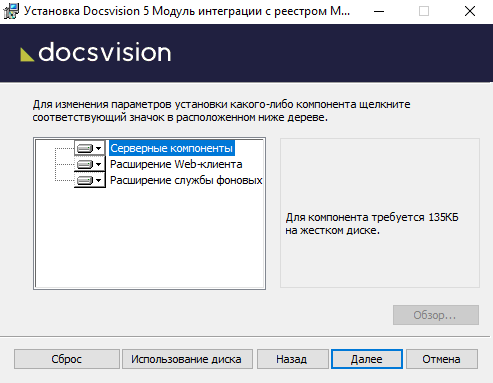 Установка Docsvision 5 Модуль интеграции с реестром М...
docsvision
Для изменения параметров установки какого-либо компонента щелкните
соответствующий значок в расположенном ниже дереве.
Серверные компоненты
Расширение Web-клиента
Расширение службы фоновых
Для компонента требуется 135КБ
на жестком диске.
Обзор...
Сброс Использование диска Назад Далее Отмена